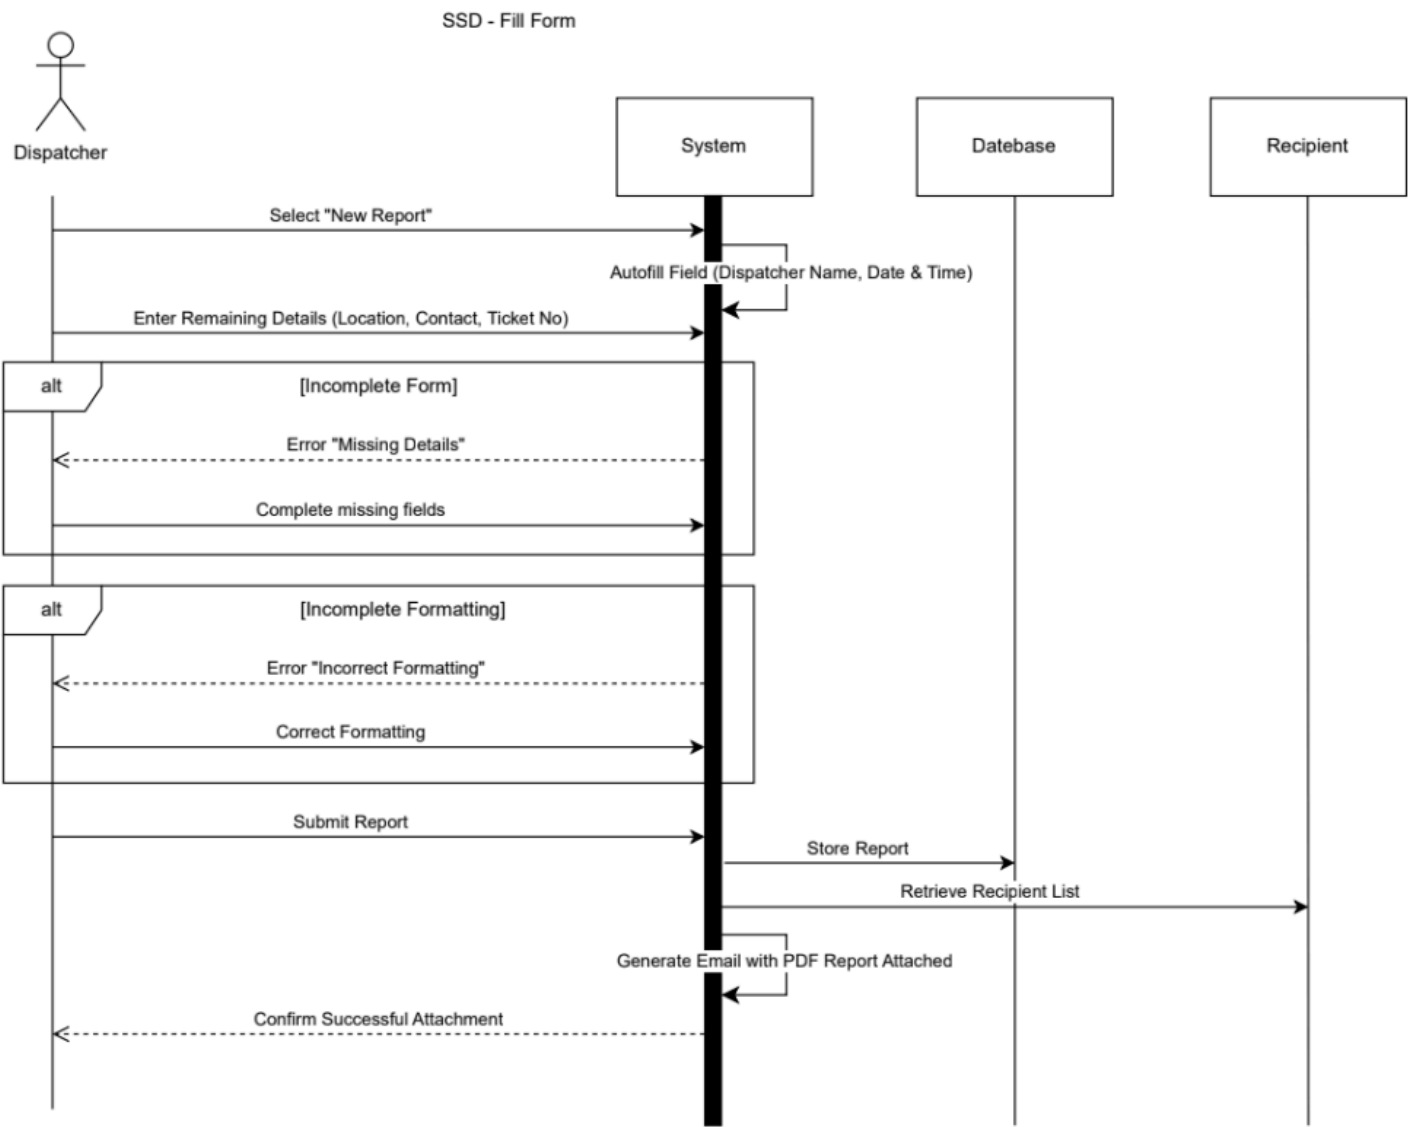 SSD - Fill Form
Dispatcher
System
Datebase
Recipient
Select "New Report"
Autofill Field (Dispatcher Name, Date & Time)
Enter Remaining Details (Location, Contact, Ticket No)
alt
[Incomplete Form]
Error "Missing Details"
Complete missing fields
alt
[Incomplete Formatting]
Error "Incorrect Formatting"
Correct Formatting
Submit Report
Store Report
Retrieve Recipient List
Generate Email with PDF Report Attached
Confirm Successful Attachment